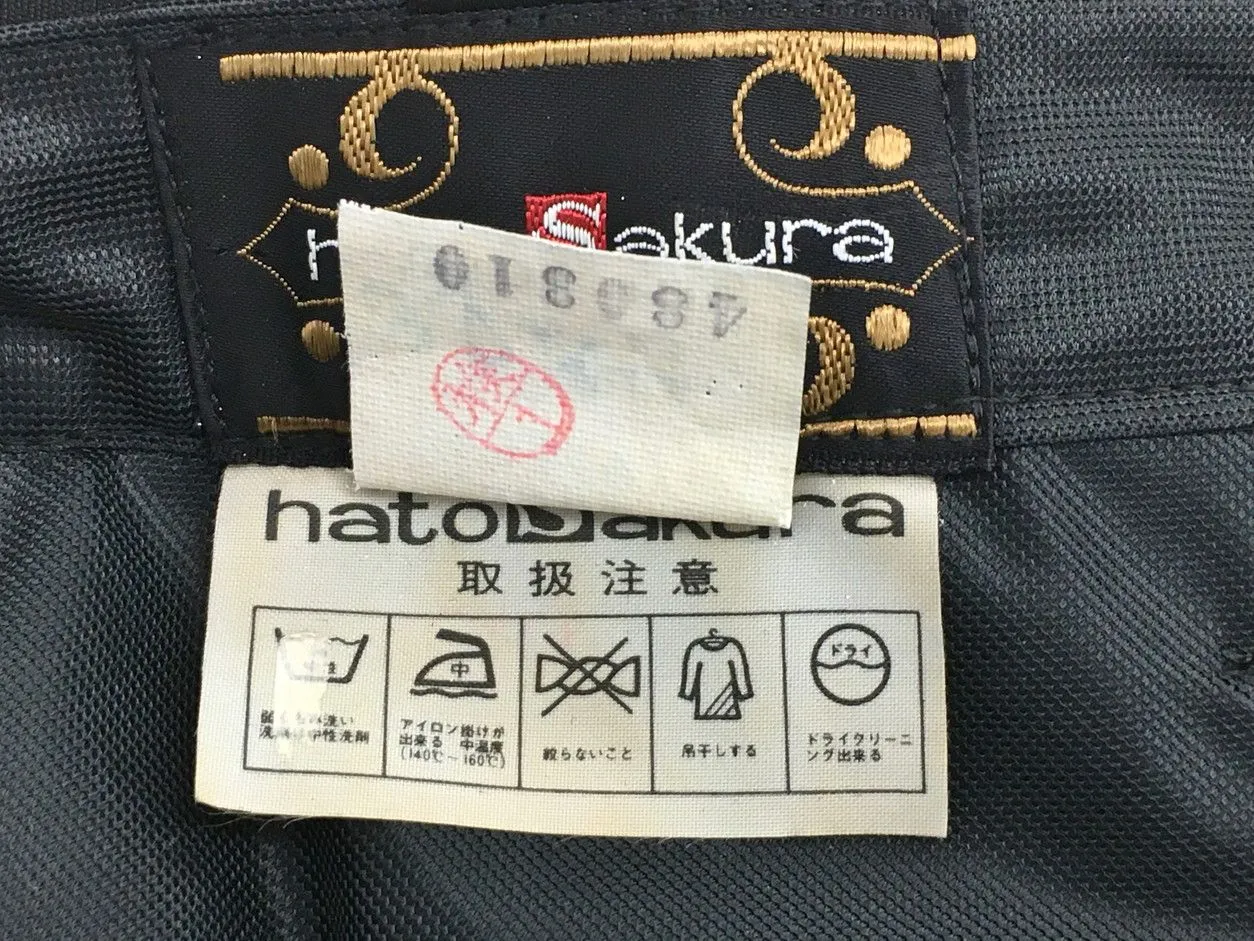 Sakura
hatoSakura
取扱注意
中
ドライ
アイロン掛けが
出来る 中温度
(140℃〜160℃)
絞らないこと
吊干しする
ドライクリーニ
ング出来る